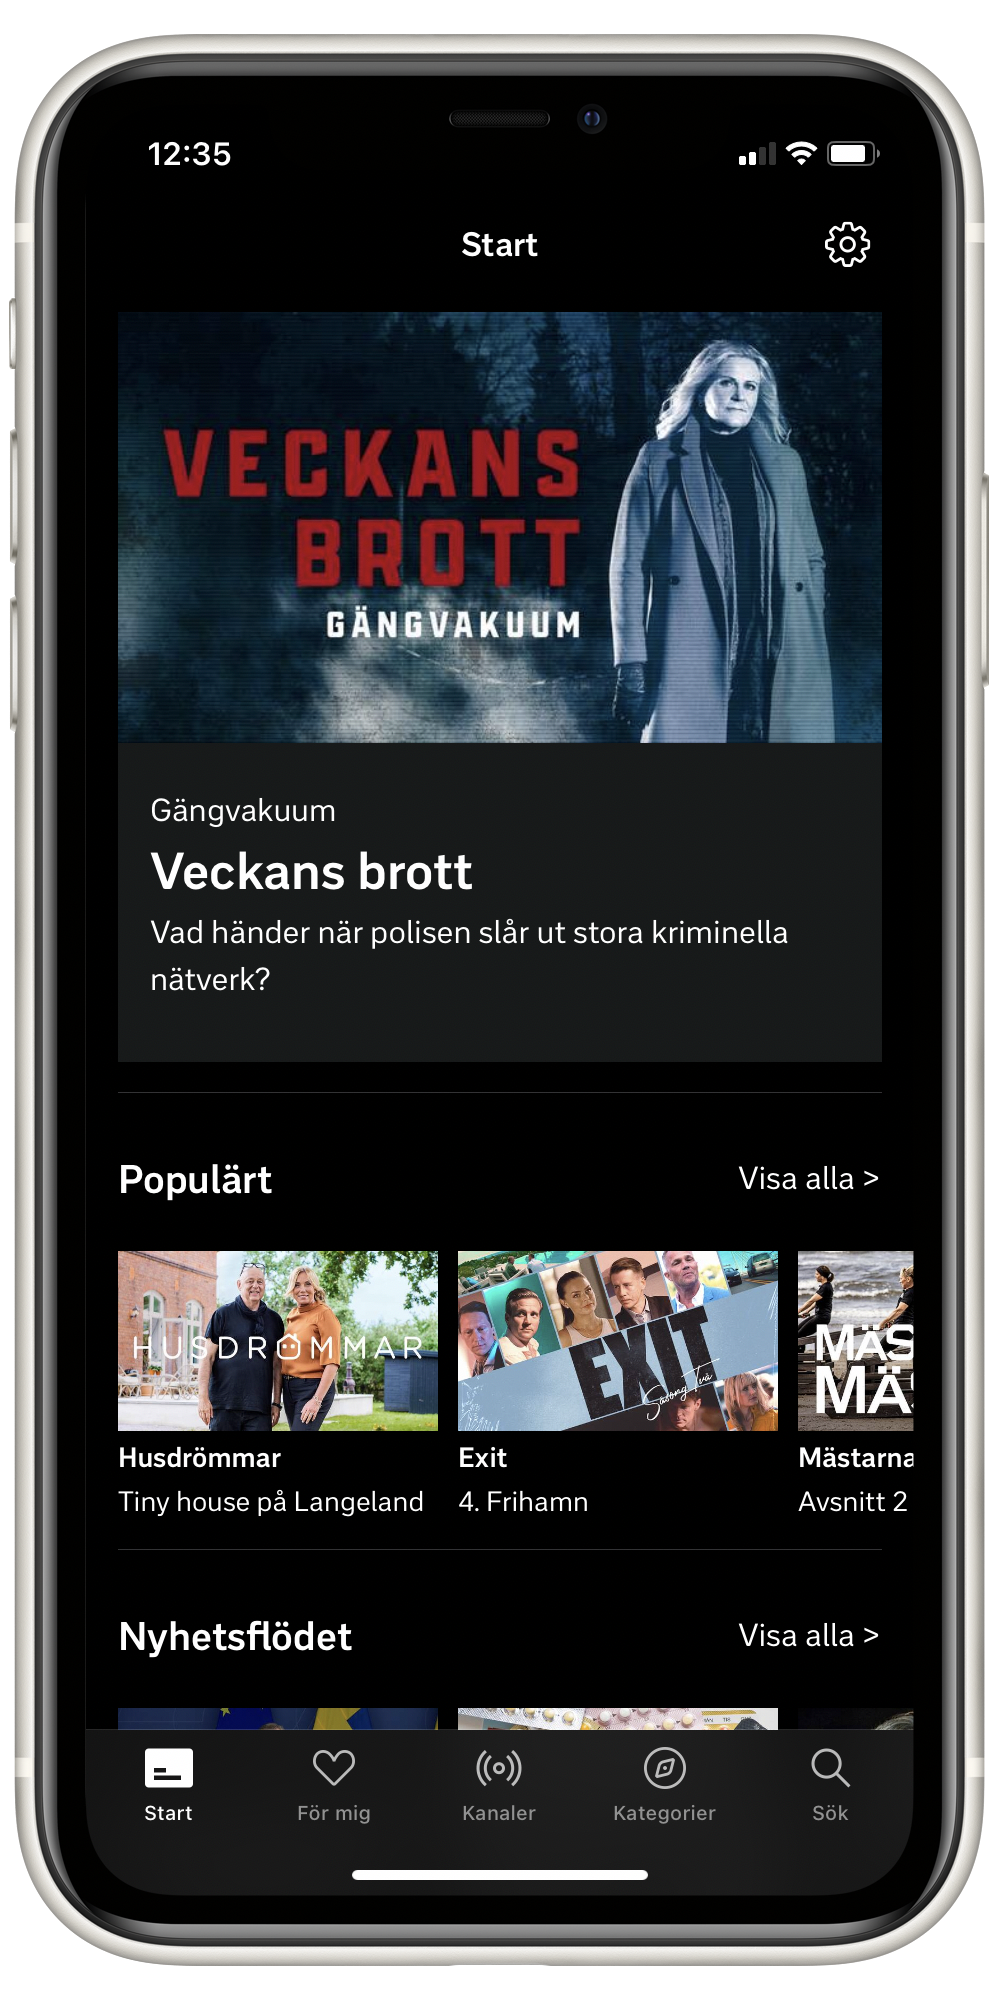 12:35
Start
VECKANS
BROTT
GÄNGVAKUUM
Gängvakuum
Veckans brott
Vad händer när polisen slår ut stora kriminella
nätverk?
Populärt
Visa alla >
HUSDRÖMMAR
EXIT
Säsong Två
MÄS
MÄS
Husdrömmar
Exit
Mästarna
Tiny house på Langeland
4. Frihamn
Avsnitt 2
Nyhetsflödet
Visa alla >
Start
För mig
Kanaler
Kategorier
Sök